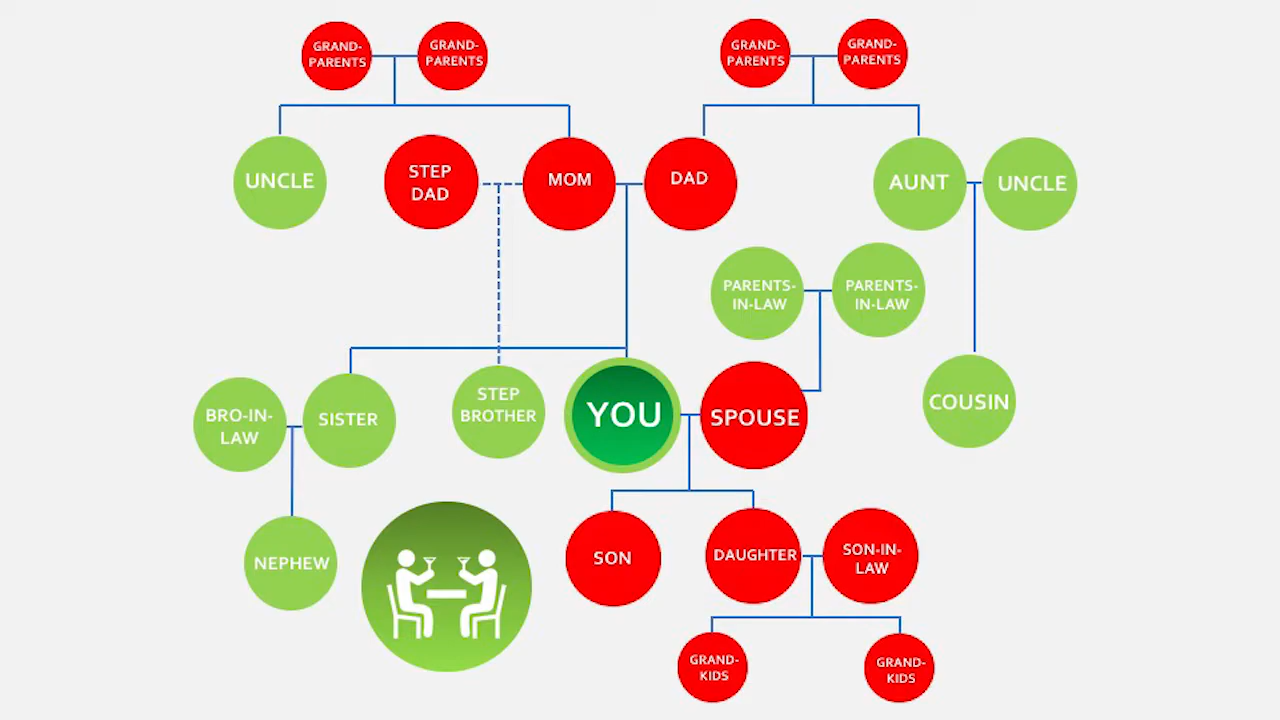 GRAND-
PARENTS
GRAND-
PARENTS
GRAND-
PARENTS
GRAND-
PARENTS
UNCLE
STEP
DAD
MOM
DAD
AUNT
UNCLE
PARENTS-
IN-LAW
PARENTS-
IN-LAW
BRO-IN-
LAW
SISTER
STEP
BROTHER
YOU
SPOUSE
COUSIN
NEPHEW
SON
DAUGHTER
SON-IN-
LAW
GRAND-
KIDS
GRAND-
KIDS